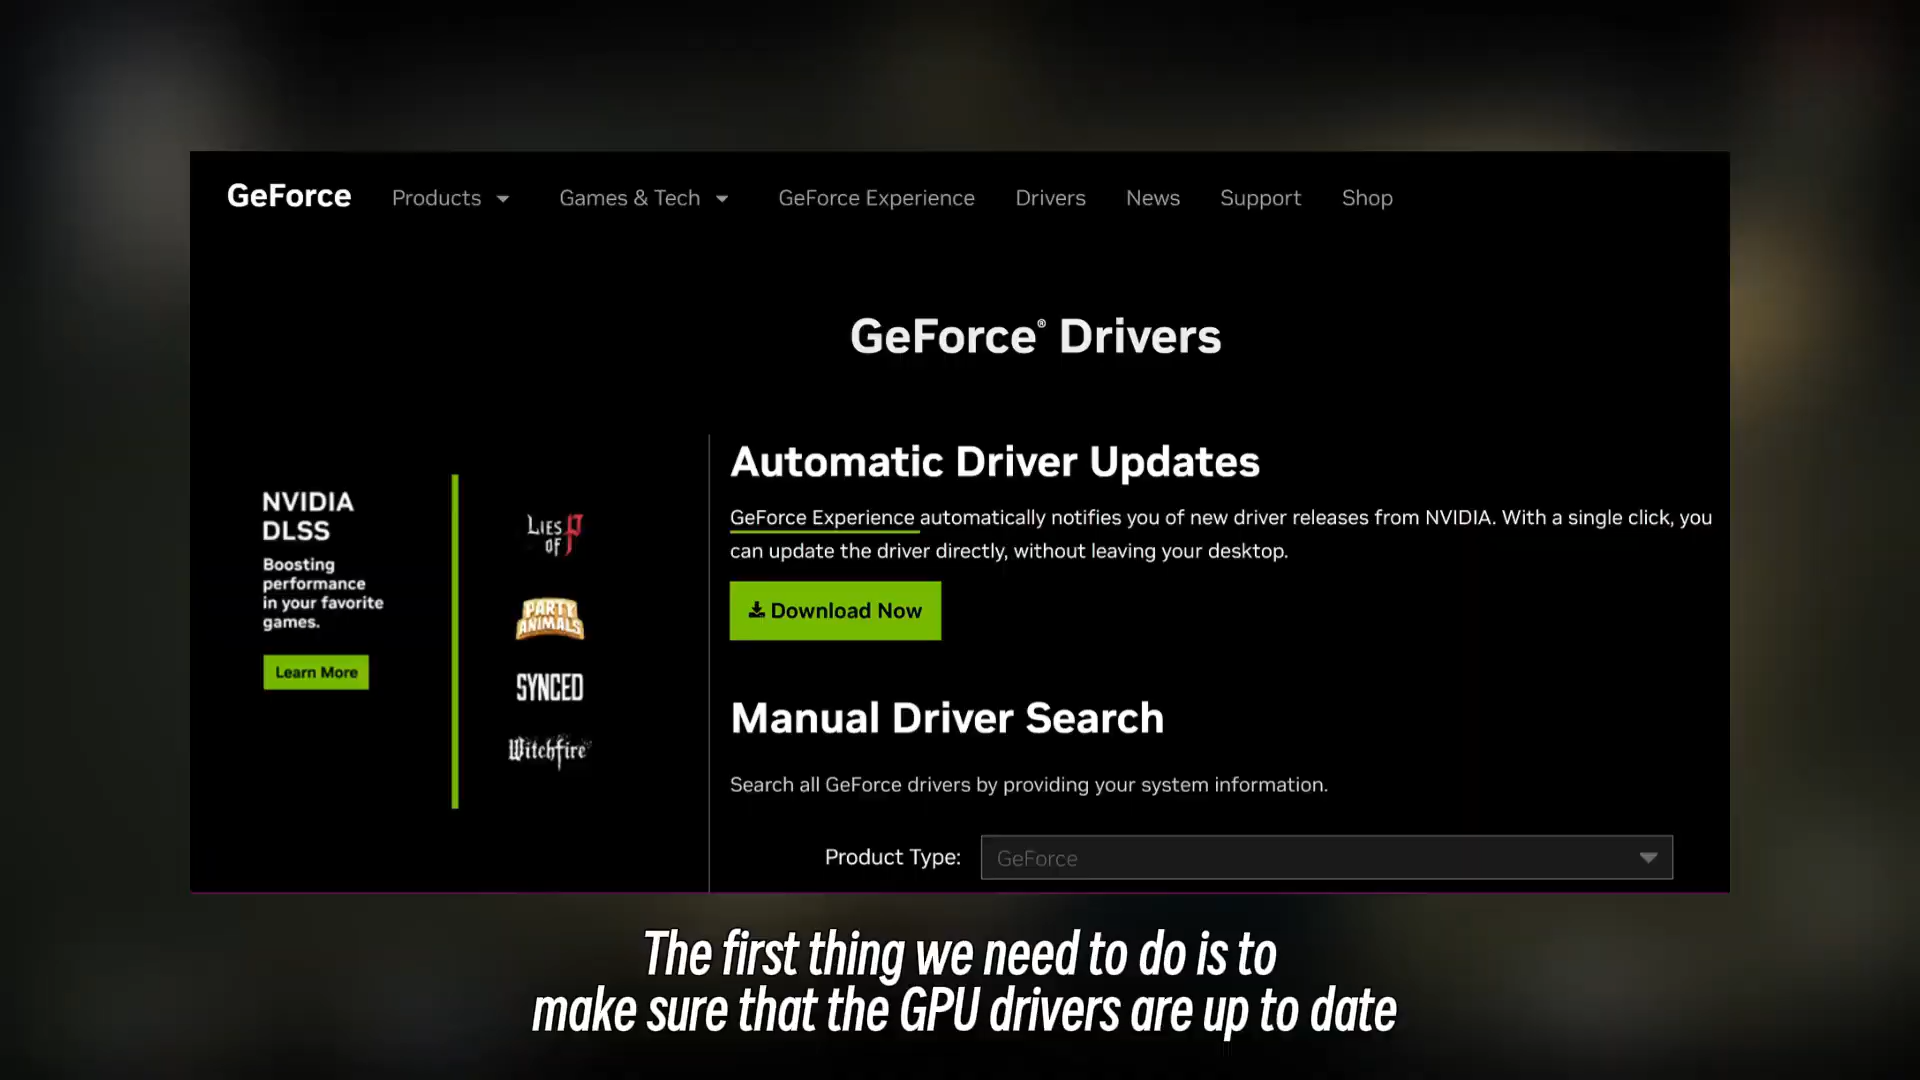 GeForce Products Games & Tech GeForce Experience Drivers News Support Shop
GeForce® Drivers
NVIDIA
DLSS
Boosting
performance
in your favorite
games.
Learn More
LIES
OF P
PARTY
ANIMALS
SYNCED
Witchfire
Automatic Driver Updates
GeForce Experience automatically notifies you of new driver releases from NVIDIA. With a single click, you
can update the driver directly, without leaving your desktop.
Download Now
Manual Driver Search
Search all GeForce drivers by providing your system information.
Product Type: GeForce
The first thing we need to do is to
make sure that the GPU drivers are up to date